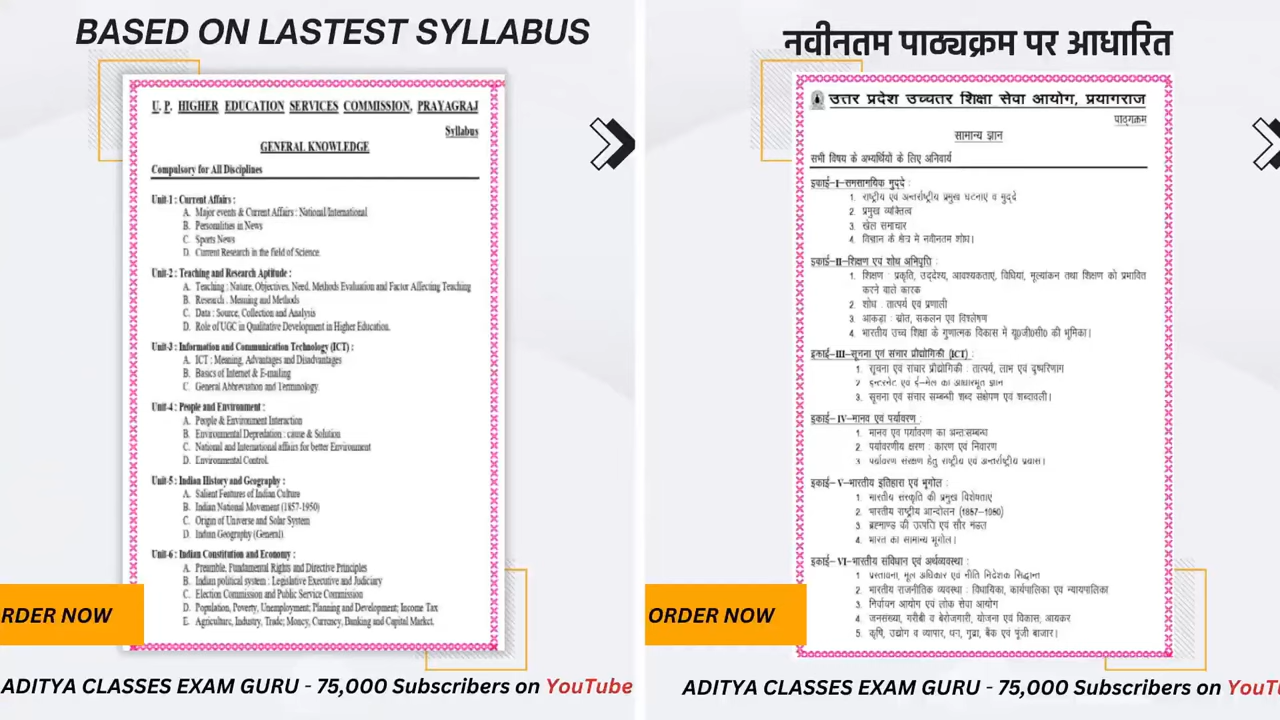 BASED ON LASTEST SYLLABUS
U. P. HIGHER EDUCATION SERVICES COMMISSION, PRAYAGRAJ
Syllabus
GENERAL KNOWLEDGE
Compulsory for All Disciplines
Unit-1 : Current Affairs :
A. Major events & Current Affairs : National/International
B. Personalities in News
C. Sports News
D. Current Research in the field of Science.
Unit-2 : Teaching and Research Aptitude :
A. Teaching : Nature, Objectives, Need, Methods Evaluation and Factor Affecting Teaching
B. Research : Meaning and Methods
C. Data : Source, Collection and Analysis
D. Role of UGC in Qualitative Development in Higher Education.
Unit-3 : Information and Communication Technology (ICT) :
A. ICT : Meaning, Advantages and Disadvantages
B. Basics of Internet & E-mailing
C. General Abbreviation and Terminology.
Unit-4 : People and Environment :
A. People & Environment Interaction
B. Environmental Depredation : cause & Solution
C. National and International affairs for better Environment
D. Environmental Control.
Unit-5 : Indian History and Geography :
A. Salient Features of Indian Culture
B. Indian National Movement (1857-1950)
C. Origin of Universe and Solar System
D. Indian Geography (General).
Unit-6 : Indian Constitution and Economy :
A. Preamble, Fundamental Rights and Directive Principles
B. Indian political system : Legislative Executive and Judiciary
C. Election Commission and Public Service Commission
D. Population, Poverty, Unemployment; Planning and Development; Income Tax
E. Agriculture, Industry, Trade; Money, Currency, Banking and Capital Market.
RDER NOW
ADITYA CLASSES EXAM GURU - 75,000 Subscribers on YouTube
नवीनतम पाठ्यक्रम पर आधारित
उत्तर प्रदेश उच्चतर शिक्षा सेवा आयोग, प्रयागराज
पाठ्यक्रम
सामान्य ज्ञान
सभी विषय के अभ्यर्थियों के लिए अनिवार्य
इकाई-I-समसामयिक मुद्दे :
1. राष्ट्रीय एवं अन्तर्राष्ट्रीय प्रमुख घटनाएं व मुद्दे
2. प्रमुख व्यक्तित्व
3. खेल समाचार
4. विज्ञान के क्षेत्र में नवीनतम शोध।
इकाई-II-शिक्षण एवं शोध अभिवृत्ति :
1. शिक्षण : प्रकृति, उद्देश्य, आवश्यकताएं, विधियां, मूल्यांकन तथा शिक्षण को प्रभावित
करने वाले कारक
2. शोध : तात्पर्य एवं प्रणाली
3. आंकड़ा : स्रोत, संकलन एवं विश्लेषण
4. भारतीय उच्च शिक्षा के गुणात्मक विकास में यू0जी0सी0 की भूमिका।
इकाई-III-सूचना एवं संचार प्रौद्योगिकी (ICT) :
1. सूचना एवं संचार प्रौद्योगिकी : तात्पर्य, लाभ एवं दुष्परिणाम
2. इन्टरनेट एवं ई-मेल का आधारभूत ज्ञान
3. सूचना एवं संचार सम्बन्धी शब्द संक्षेपण एवं शब्दावली।
इकाई-IV-मानव एवं पर्यावरण :
1. मानव एवं पर्यावरण का अन्तःसम्बन्ध
2. पर्यावरणीय क्षरण : कारण एवं निवारण
3. पर्यावरण संरक्षण हेतु राष्ट्रीय एवं अन्तर्राष्ट्रीय प्रयास।
इकाई-V-भारतीय इतिहास एवं भूगोल :
1. भारतीय संस्कृति की प्रमुख विशेषताएं
2. भारतीय राष्ट्रीय आन्दोलन (1857-1950)
3. ब्रह्माण्ड की उत्पत्ति एवं सौर मंडल
4. भारत का सामान्य भूगोल।
इकाई-VI-भारतीय संविधान एवं अर्थव्यवस्था :
1. प्रस्तावना, मूल अधिकार एवं नीति निदेशक सिद्धान्त
2. भारतीय राजनीतिक व्यवस्था : विधायिका, कार्यपालिका एवं न्यायपालिका
3. निर्वाचन आयोग एवं लोक सेवा आयोग
4. जनसंख्या, गरीबी व बेरोजगारी, योजना एवं विकास, आयकर
5. कृषि, उद्योग व व्यापार, धन, मुद्रा, बैंक एवं पूंजी बाजार।
ORDER NOW
ADITYA CLASSES EXAM GURU - 75,000 Subscribers on YouTu